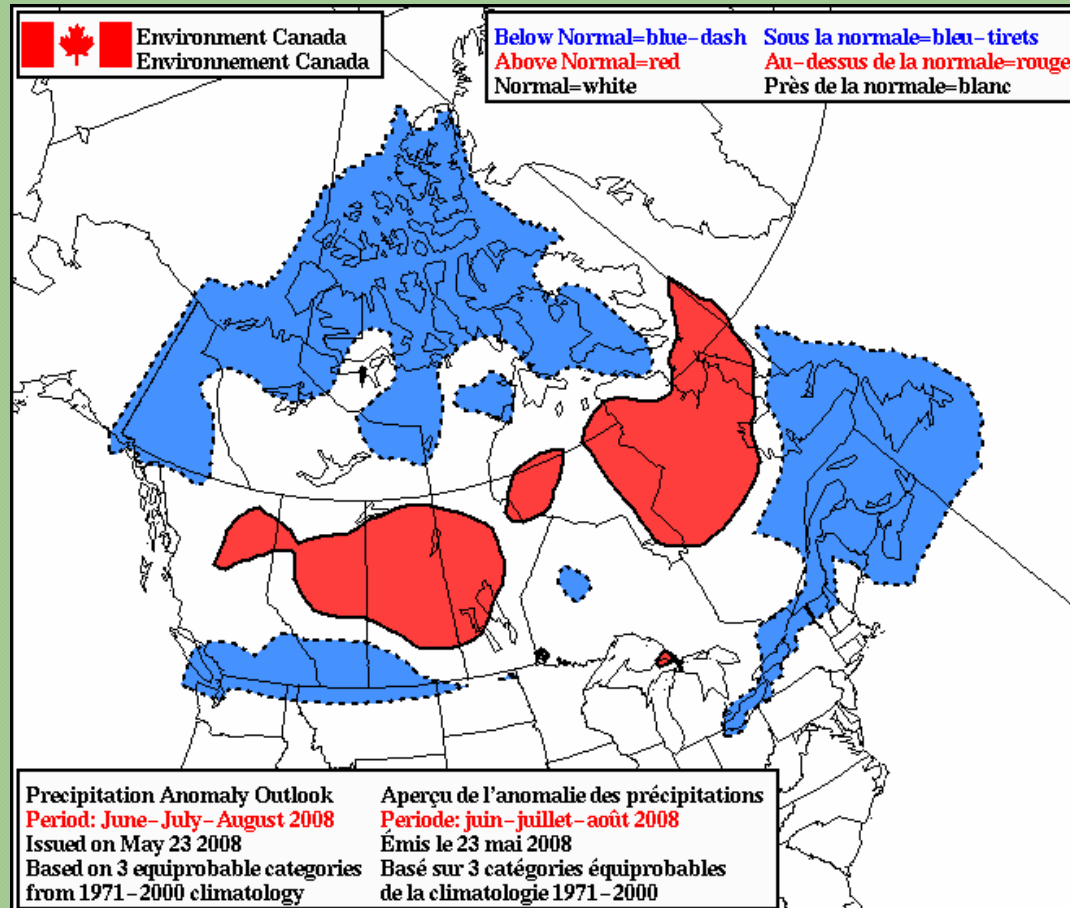 Environment Canada
Environnement Canada
Below Normal=blue-dash Sous la normale=bleu-tirets
Above Normal=red Au-dessus de la normale=rouge
Normal=white Près de la normale=blanc
Precipitation Anomaly Outlook
Period: June-July-August 2008
Issued on May 23 2008
Based on 3 equiprobable categories
from 1971-2000 climatology
Aperçu de l'anomalie des précipitations
Periode: juin-juillet-août 2008
Émis le 23 mai 2008
Basé sur 3 catégories équiprobables
de la climatologie 1971-2000